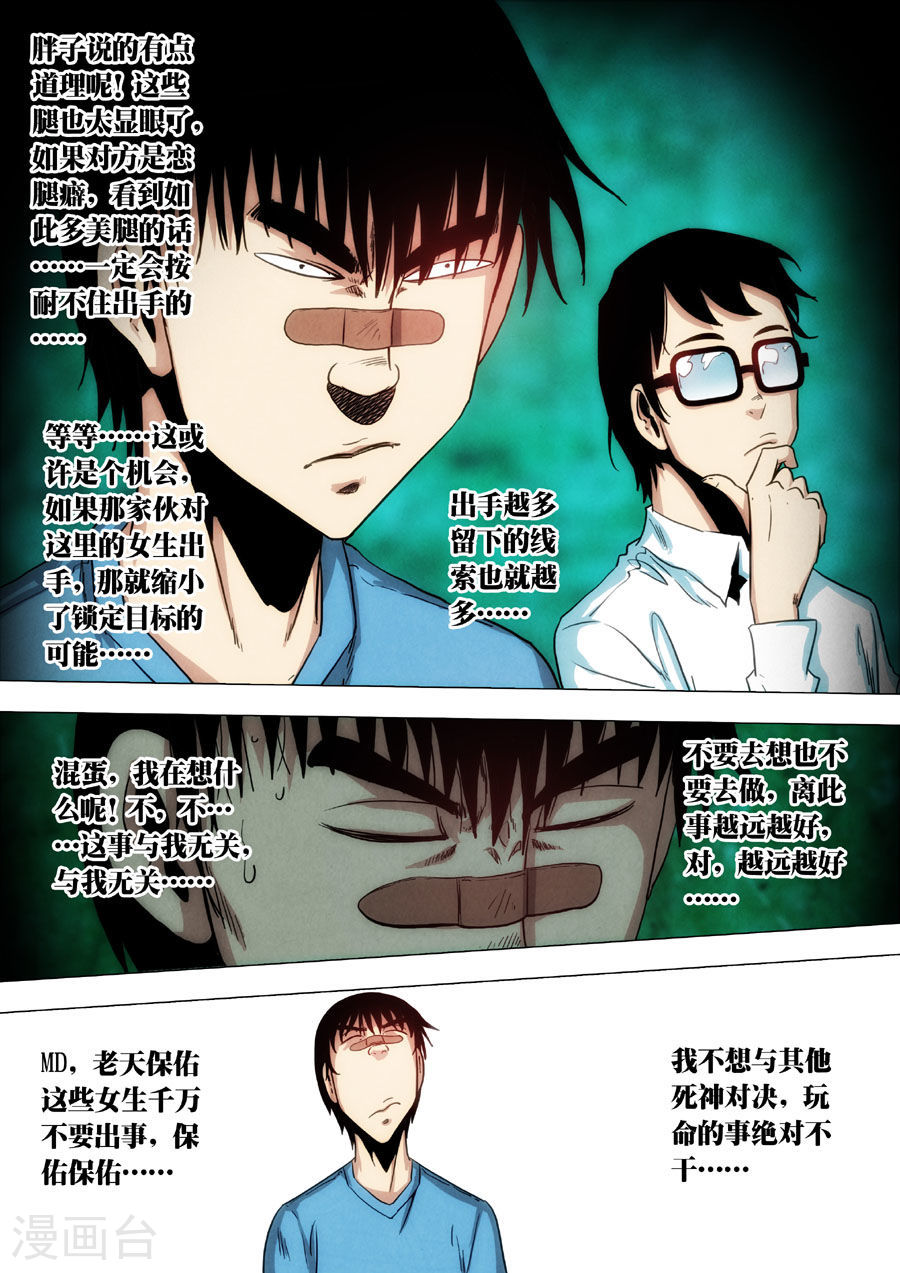 胖子说的有点
道理呢！这些
腿也太显眼了，
如果对方是恋
腿癖，看到如
此多美腿的话
……一定会按
耐不住出手的
……
等等……这或
许是个机会，
如果那家伙对
这里的女生出
手，那就缩小
了锁定目标的
可能……
出手越多
留下的线
索也就越
多……
混蛋，我在想什
么呢！不，不…
…这事与我无关，
与我无关……
不要去想也不
要去做，离此
事越远越好，
对，越远越好
……
MD，老天保佑
这些女生千万
不要出事，保
佑保佑……
我不想与其他
死神对决，玩
命的事绝对不
干……
漫画台